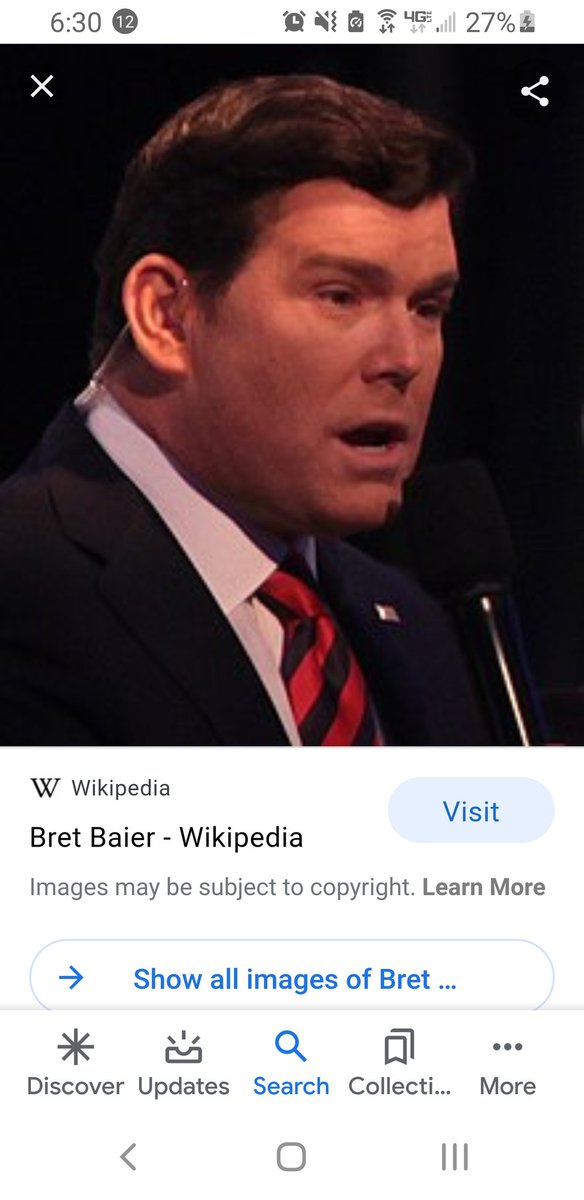 6:30 12 4GE 27%
W Wikipedia
Visit
Bret Baier - Wikipedia
Images may be subject to copyright. Learn More
Show all images of Bret ...
Discover Updates Search Collecti... More